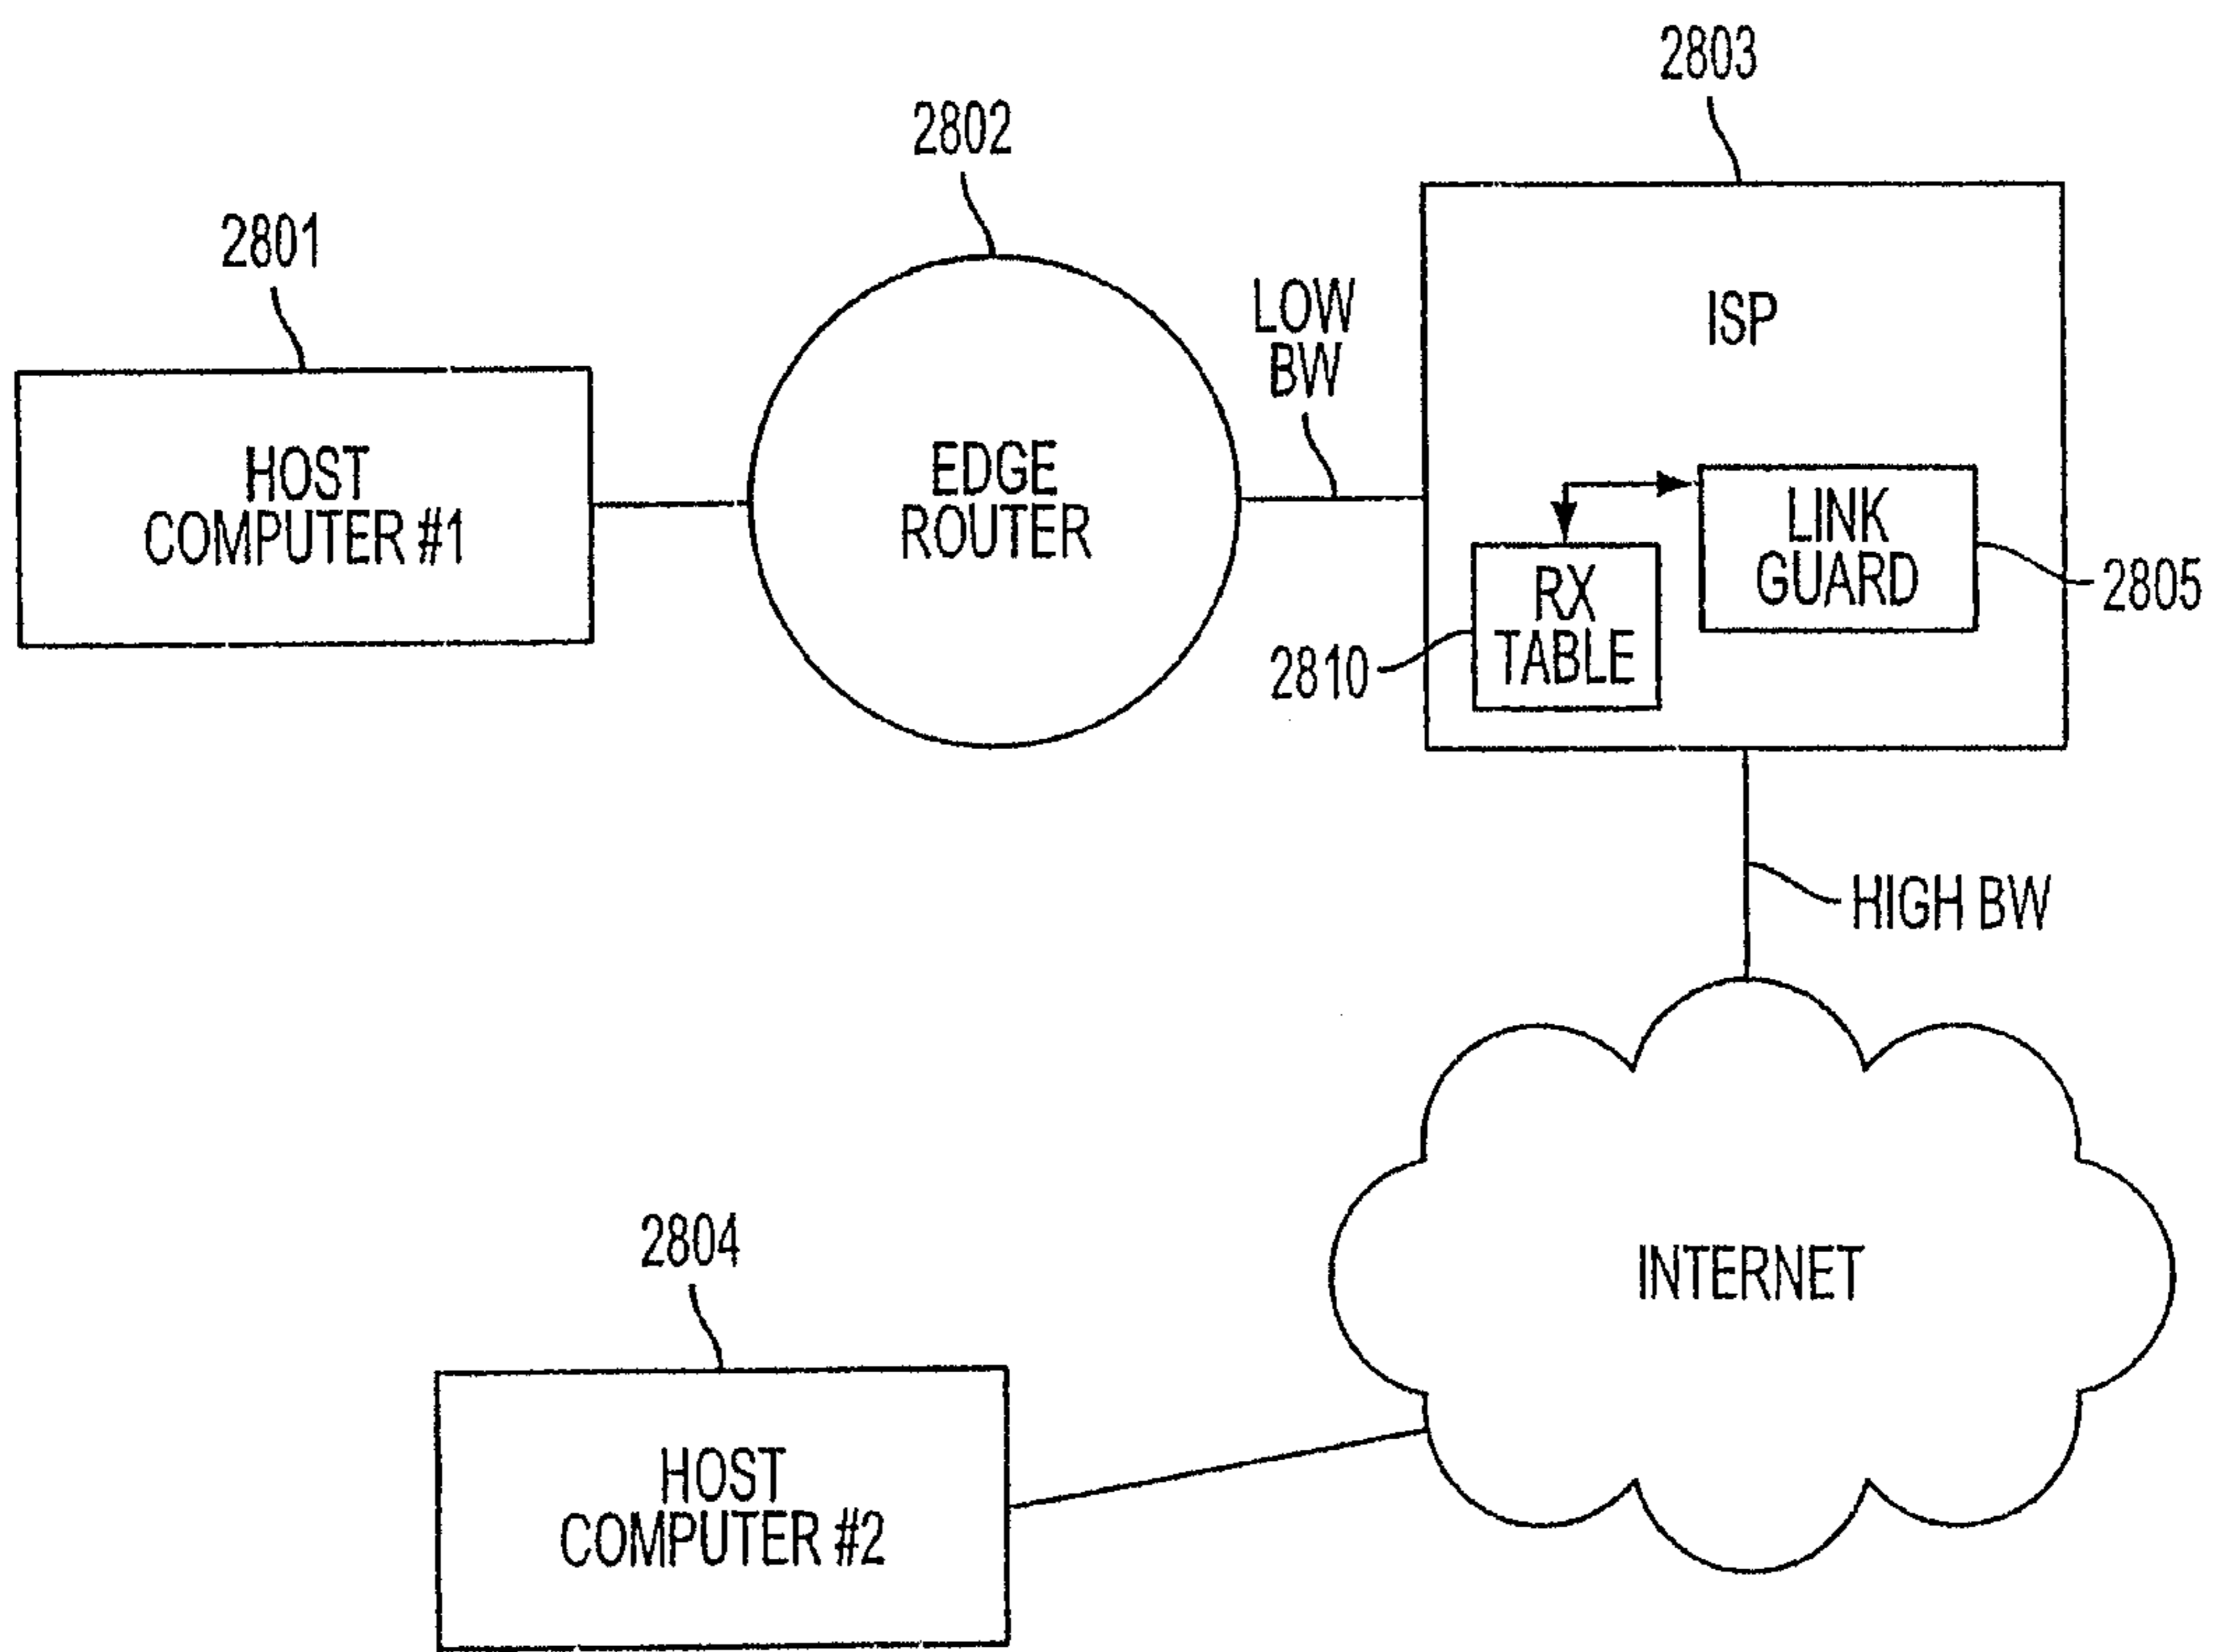 2803
2802
2801
LOW
BW
ISP
HOST
COMPUTER #1
EDGE
ROUTER
LINK
GUARD
2805
RX
TABLE
2810
HIGH BW
2804
INTERNET
HOST
COMPUTER #2